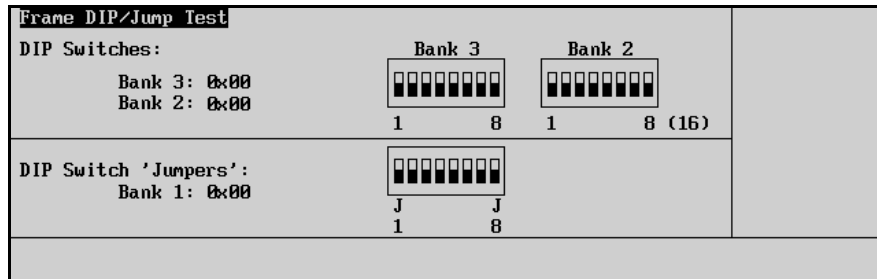 Frame DIP/Jump Test
DIP Switches:
Bank 3 Bank 2
Bank 3: 0x00
Bank 2: 0x00
1 8 1 8 (16)
DIP Switch 'Jumpers':
Bank 1: 0x00
J J
1 8